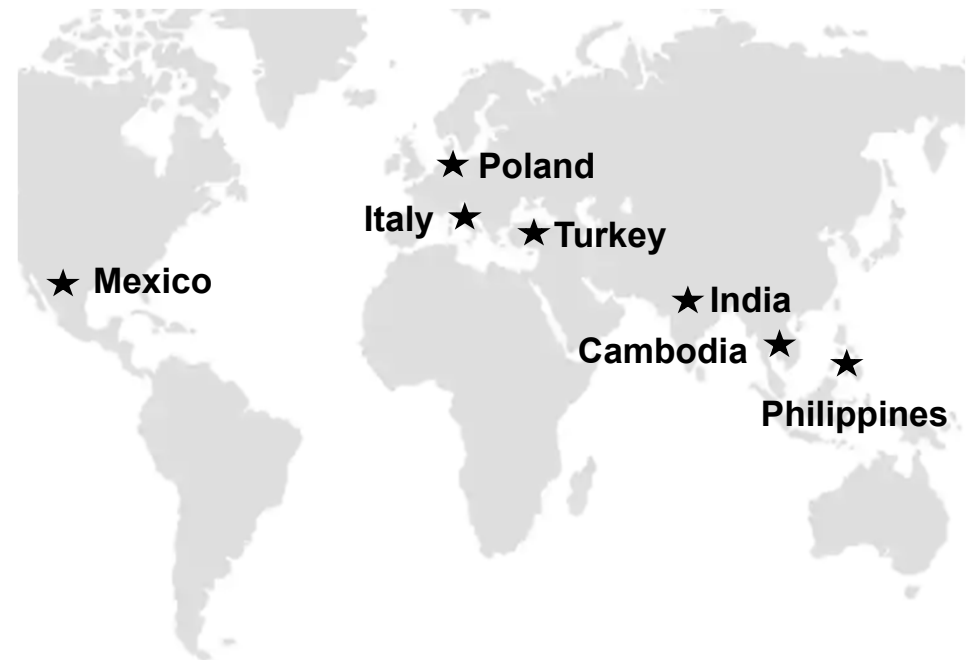 Poland
Italy
Turkey
Mexico
India
Cambodia
Philippines